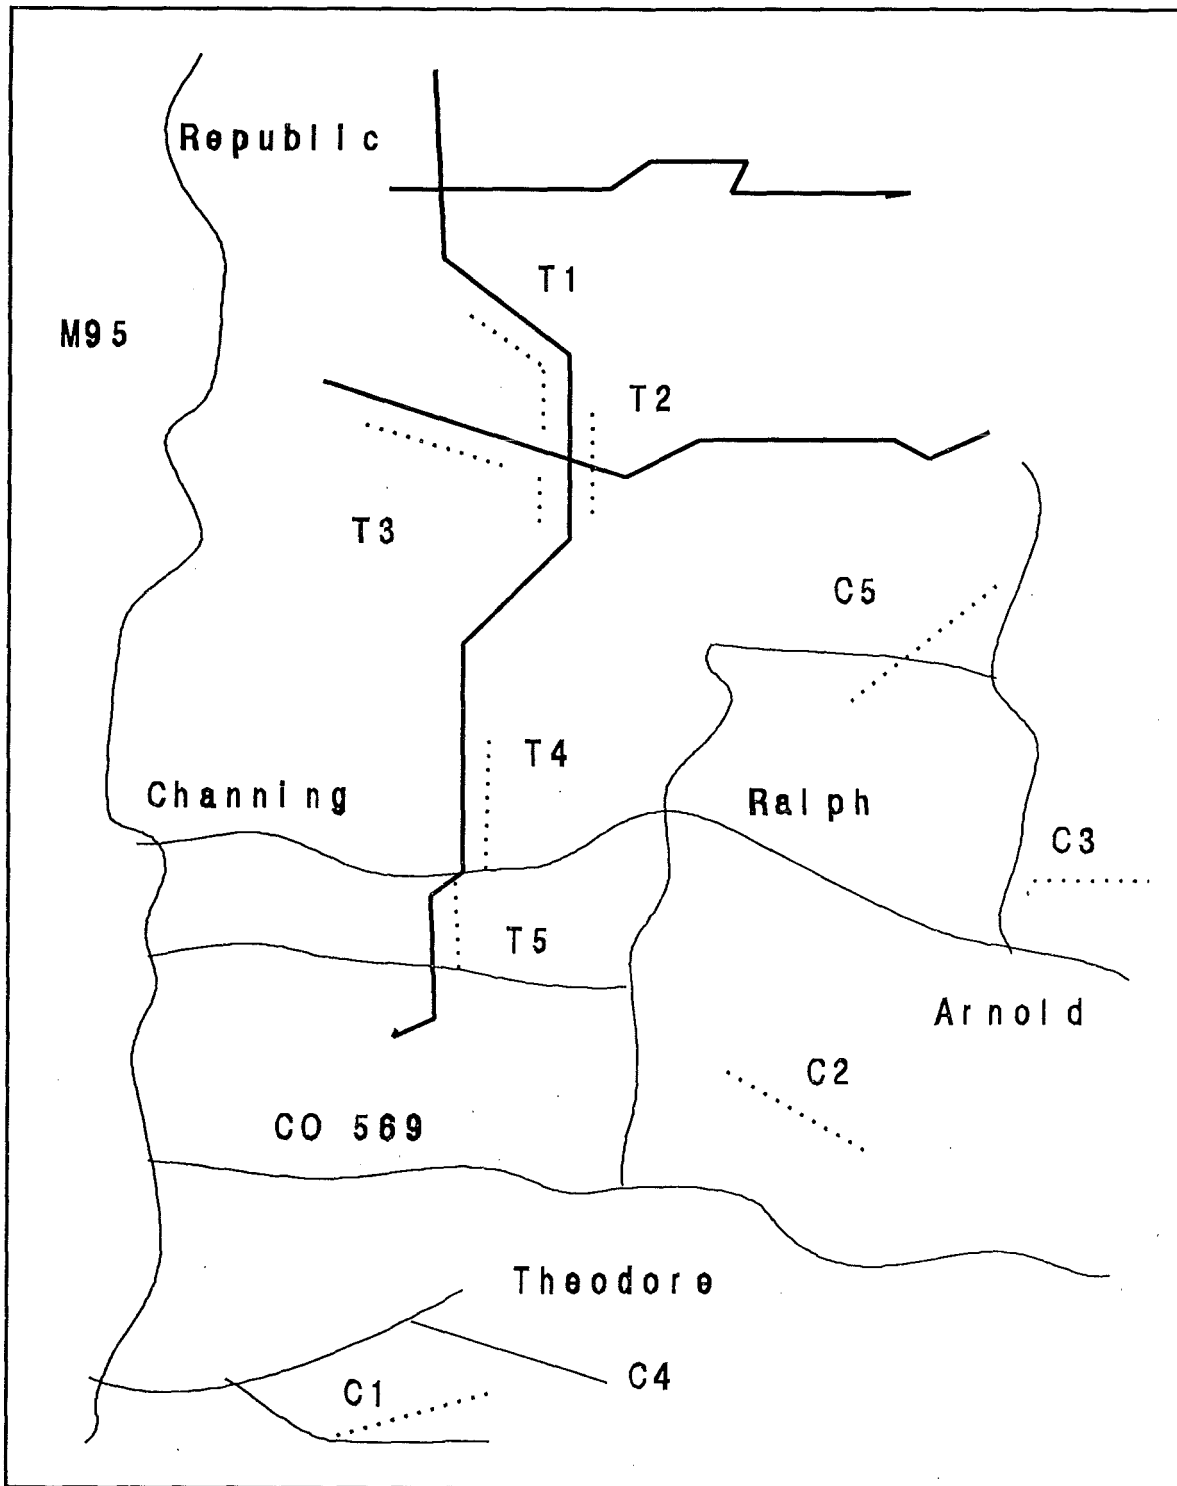 Republic
T1
M95
T2
T3
C5
T4
Channing
Ralph
C3
T5
Arnold
C2
CO 569
Theodore
C4
C1